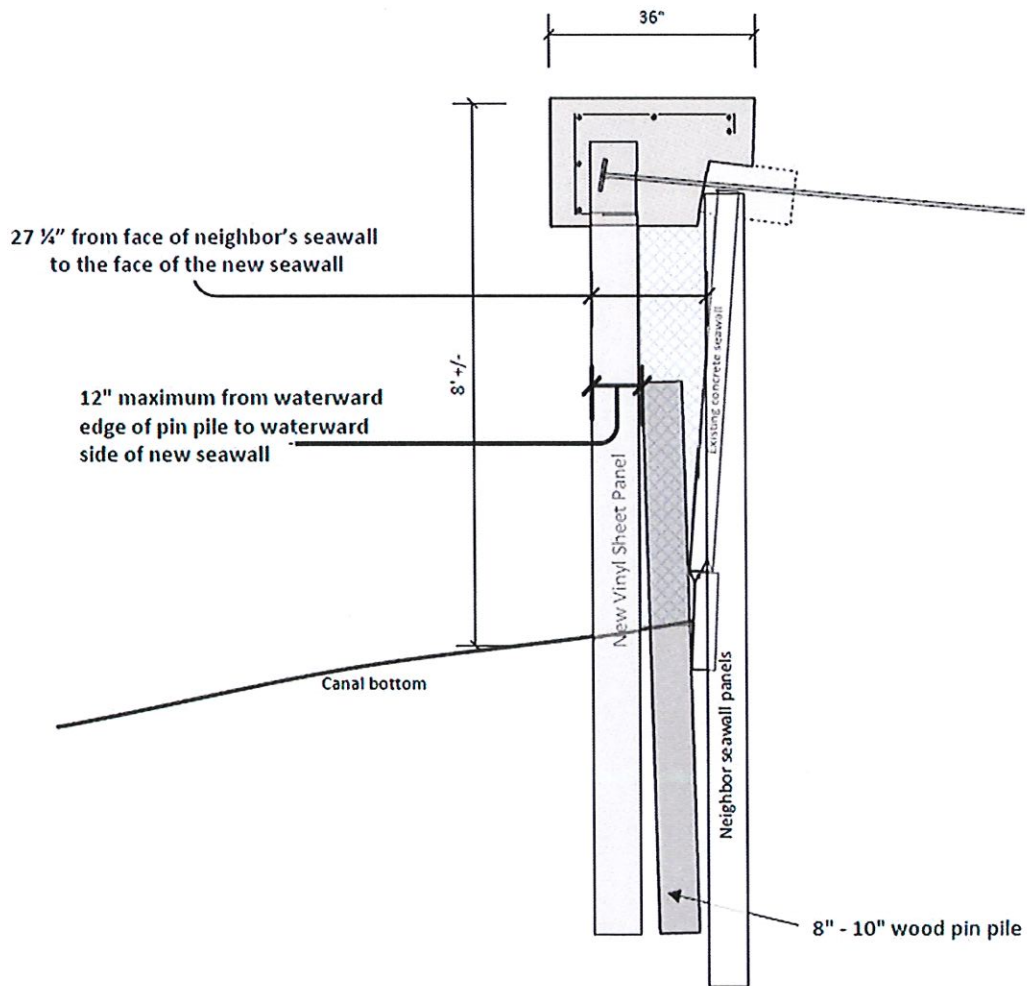 36"
27 ¼" from face of neighbor's seawall
to the face of the new seawall
8' +/-
Existing concrete seawall
12" maximum from waterward
edge of pin pile to waterward
side of new seawall
New Vinyl Sheet Panel
Canal bottom
Neighbor seawall panels
8" - 10" wood pin pile